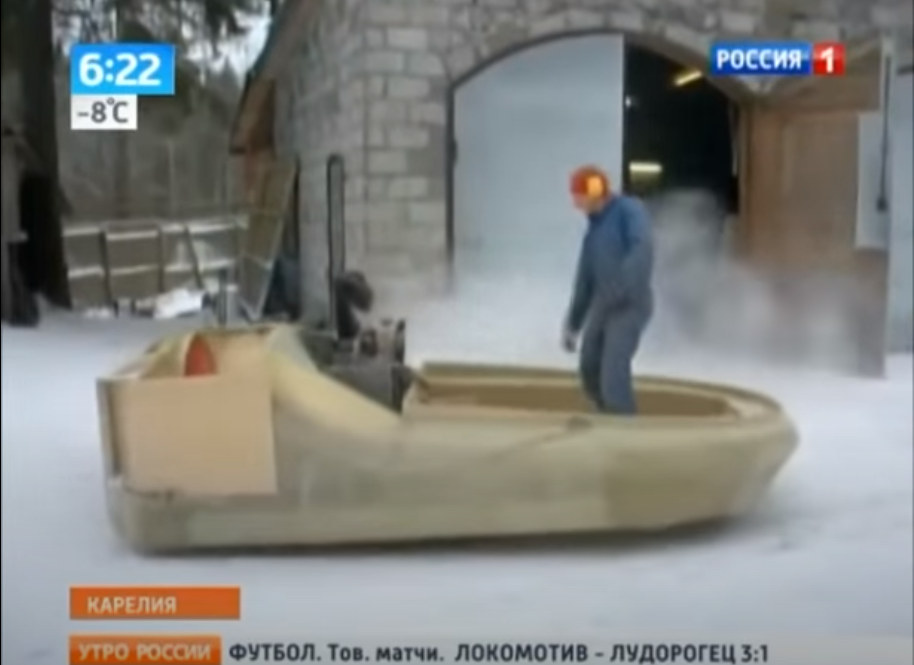 6:22
-8°C
РОССИЯ 1
КАРЕЛИЯ
УТРО РОССИИ ФУТБОЛ. Тов. матчи. ЛОКОМОТИВ - ЛУДОРОГЕЦ 3:1